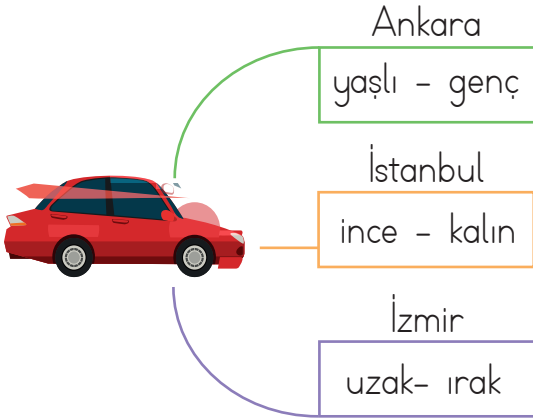 Ankara
yaşlı - genç
İstanbul
ince - kalın
İzmir
uzak- ırak